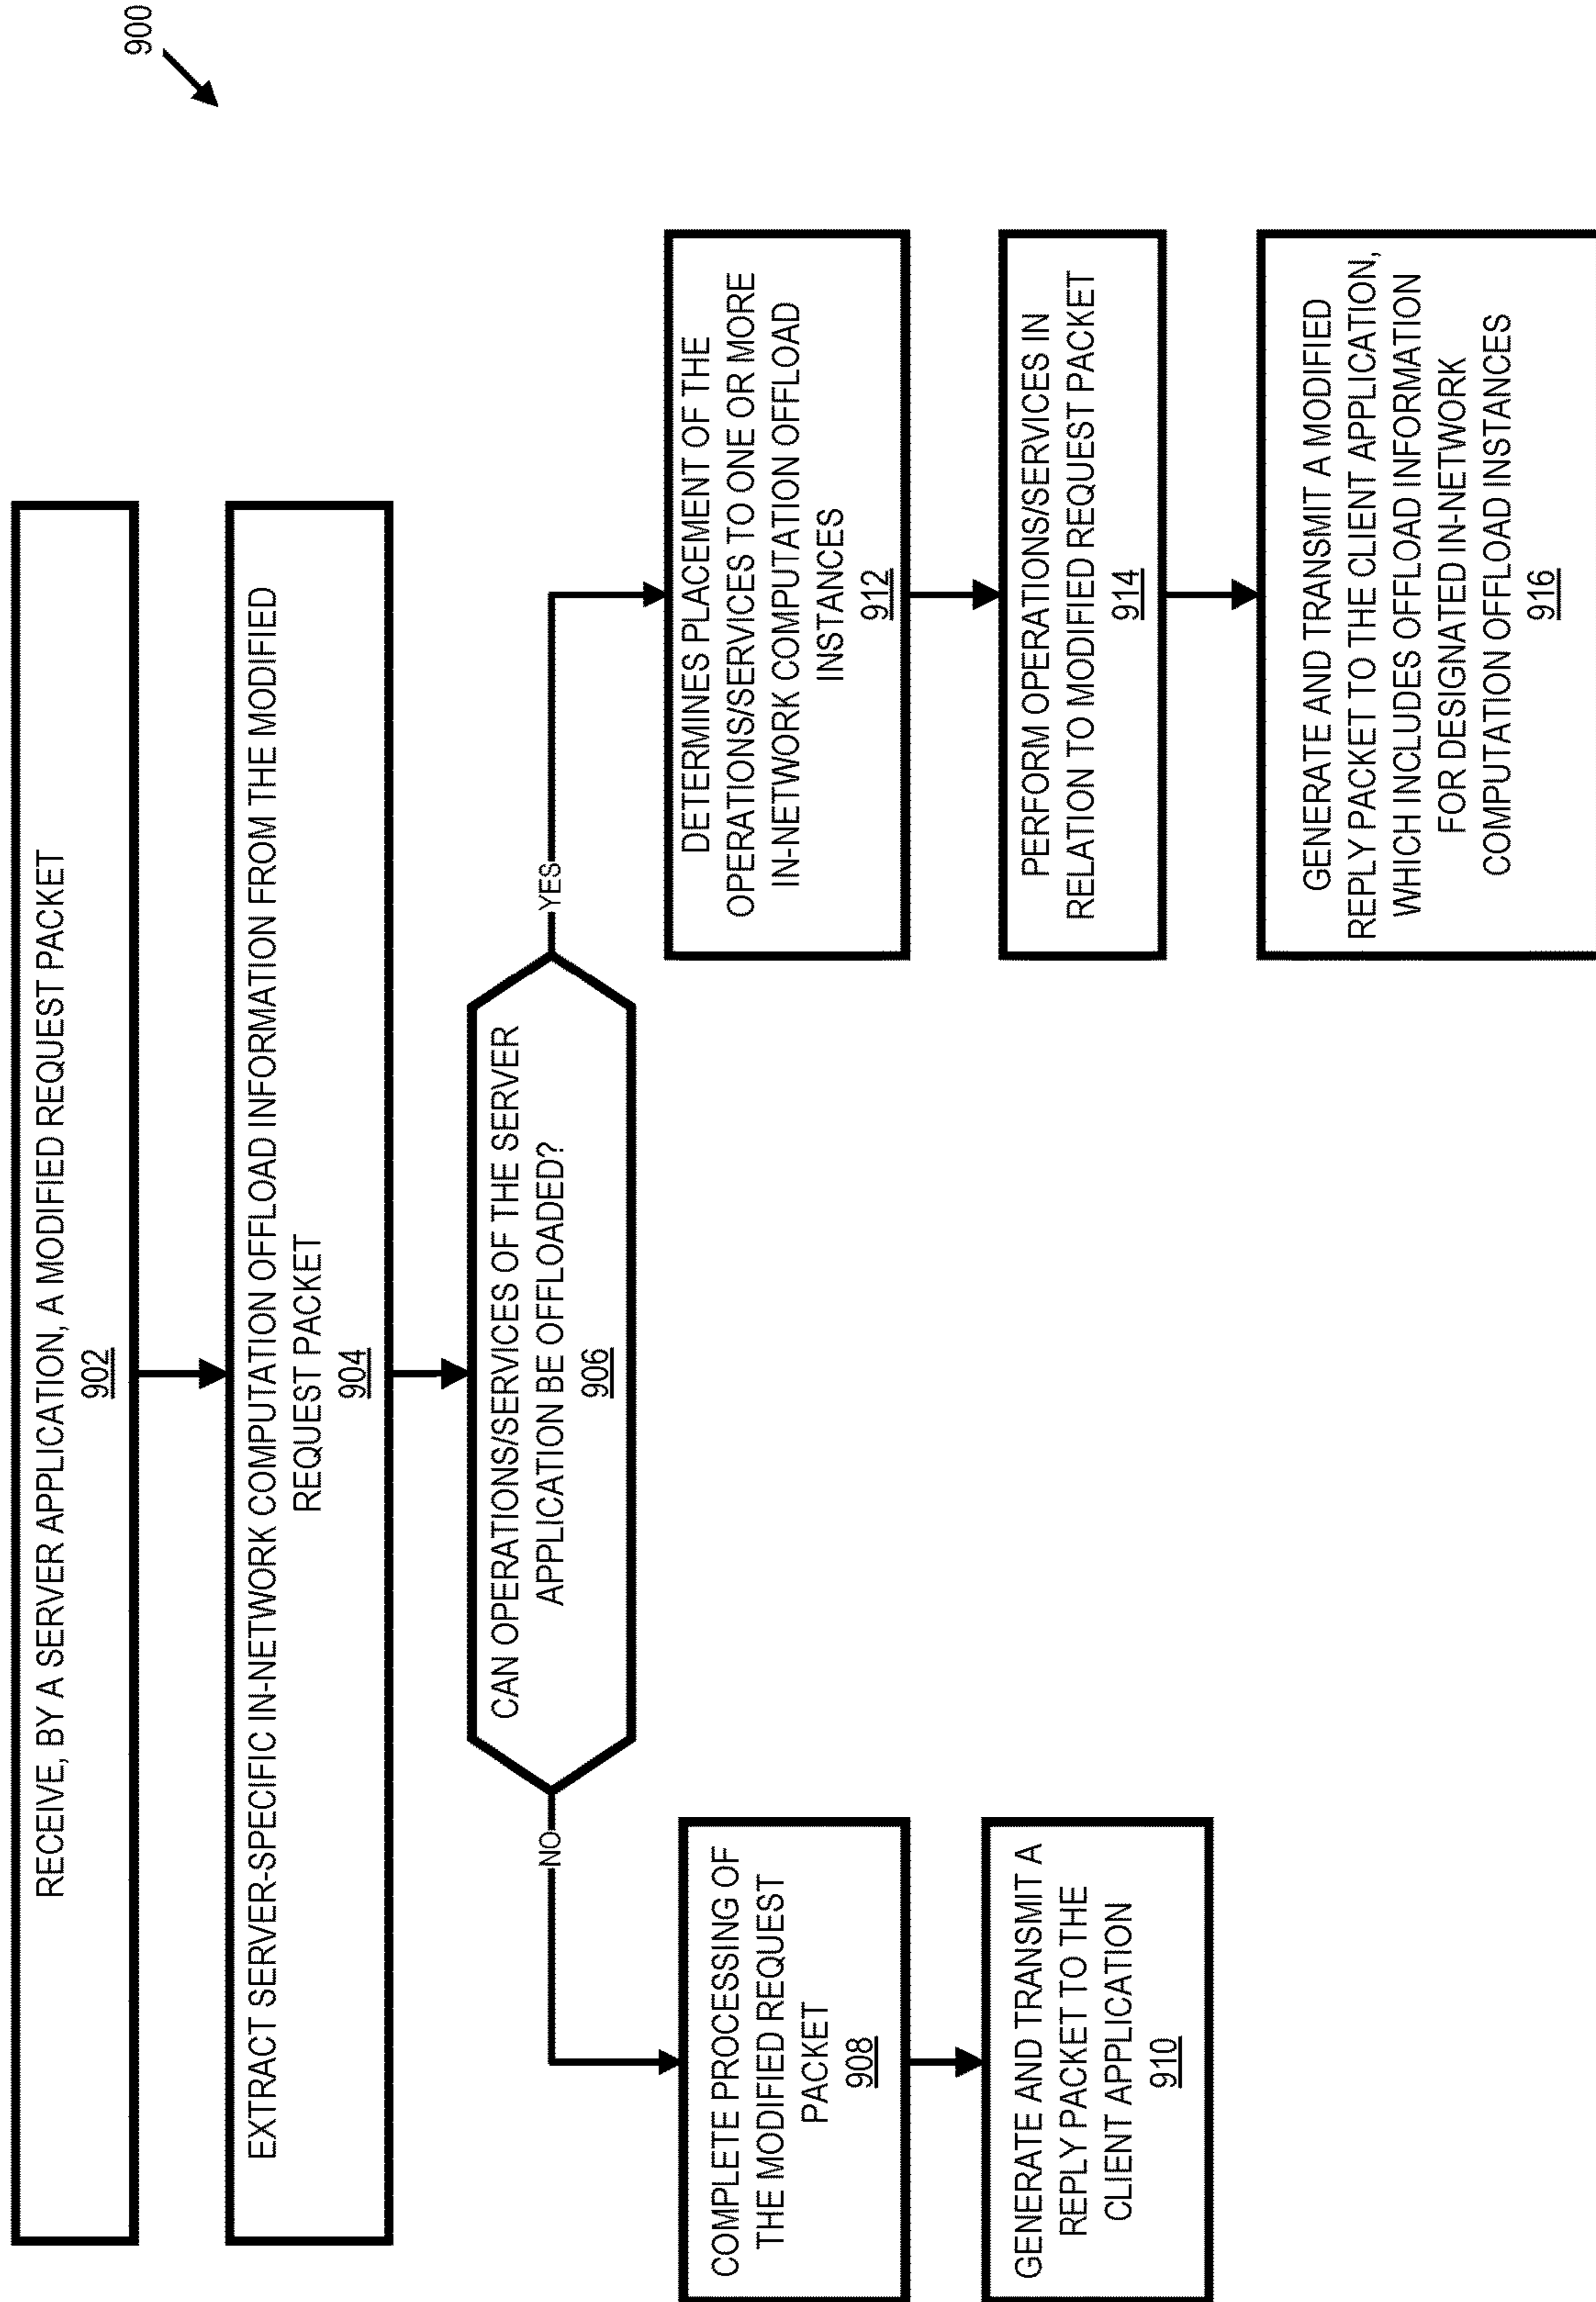 900
RECEIVE, BY A SERVER APPLICATION, A MODIFIED REQUEST PACKET
902
EXTRACT SERVER-SPECIFIC IN-NETWORK COMPUTATION OFFLOAD INFORMATION FROM THE MODIFIED
REQUEST PACKET
904
CAN OPERATIONS/SERVICES OF THE SERVER
APPLICATION BE OFFLOADED?
906
NO
COMPLETE PROCESSING OF
THE MODIFIED REQUEST
PACKET
908
GENERATE AND TRANSMIT A
REPLY PACKET TO THE
CLIENT APPLICATION
910
YES
DETERMINES PLACEMENT OF THE
OPERATIONS/SERVICES TO ONE OR MORE
IN-NETWORK COMPUTATION OFFLOAD
INSTANCES
912
PERFORM OPERATIONS/SERVICES IN
RELATION TO MODIFIED REQUEST PACKET
914
GENERATE AND TRANSMIT A MODIFIED
REPLY PACKET TO THE CLIENT APPLICATION,
WHICH INCLUDES OFFLOAD INFORMATION
FOR DESIGNATED IN-NETWORK
COMPUTATION OFFLOAD INSTANCES
916